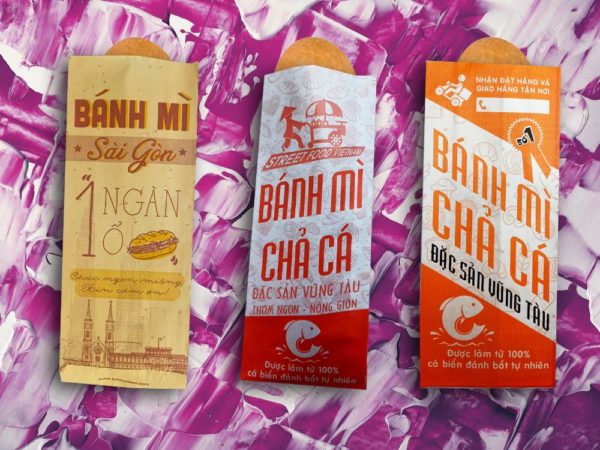 BÁNH MÌ
Sài Gòn
1 NGÀN
Ổ
Chúc ngon miệng
Xin cảm ơn!
STREET FOOD VIETNAM
BÁNH MÌ
CHẢ CÁ
ĐẶC SẢN VŨNG TÀU
THƠM NGON - NÓNG GIÒN
Được làm từ 100%
cá biển đánh bắt tự nhiên
NHẬN ĐẶT HÀNG VÀ
GIAO HÀNG TẬN NƠI
Số 1
BÁNH MÌ
CHẢ CÁ
ĐẶC SẢN VŨNG TÀU
Được làm từ 100%
cá biển đánh bắt tự nhiên